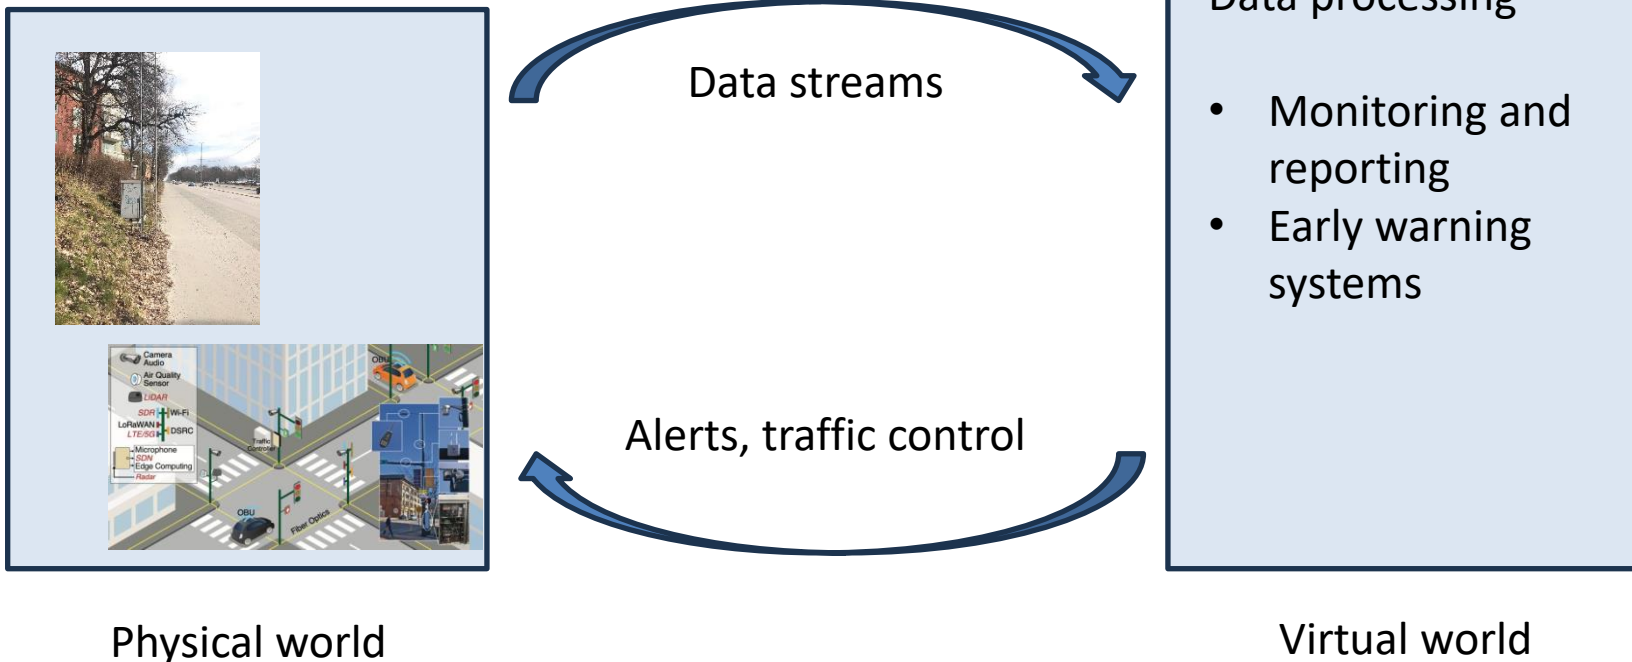 Data processing
Data streams
• Monitoring and
reporting
• Early warning
systems
Camera
Audio
Air Quality
Sensor
LiDAR
SDR Wi-Fi
LoRaWAN
LTE/5G DSRC
Microphone
SDN
Edge Computing
Radar
OBU
Traffic
Controller
OBU
Fiber Optics
Alerts, traffic control
Physical world
Virtual world